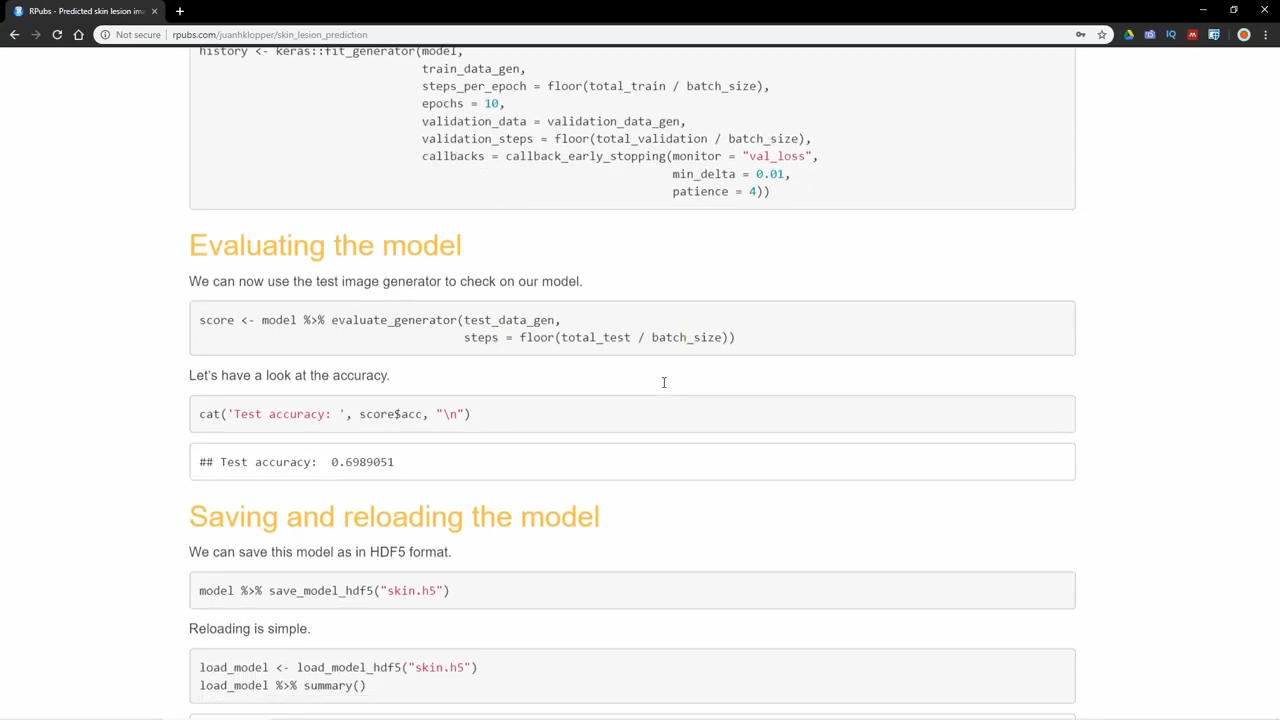 RPubs - Predicted skin lesion ima
Not secure | rpubs.com/juanhklopper/skin_lesion_prediction
history <- keras::fit_generator(model,
train_data_gen,
steps_per_epoch = floor(total_train / batch_size),
epochs = 10,
validation_data = validation_data_gen,
validation_steps = floor(total_validation / batch_size),
callbacks = callback_early_stopping(monitor = "val_loss",
min_delta = 0.01,
patience = 4))
Evaluating the model
We can now use the test image generator to check on our model.
score <- model %>% evaluate_generator(test_data_gen,
steps = floor(total_test / batch_size))
Let's have a look at the accuracy.
cat('Test accuracy: ', score$acc, "\n")
## Test accuracy:  0.6989051
Saving and reloading the model
We can save this model as in HDF5 format.
model %>% save_model_hdf5("skin.h5")
Reloading is simple.
load_model <- load_model_hdf5("skin.h5")
load_model %>% summary()